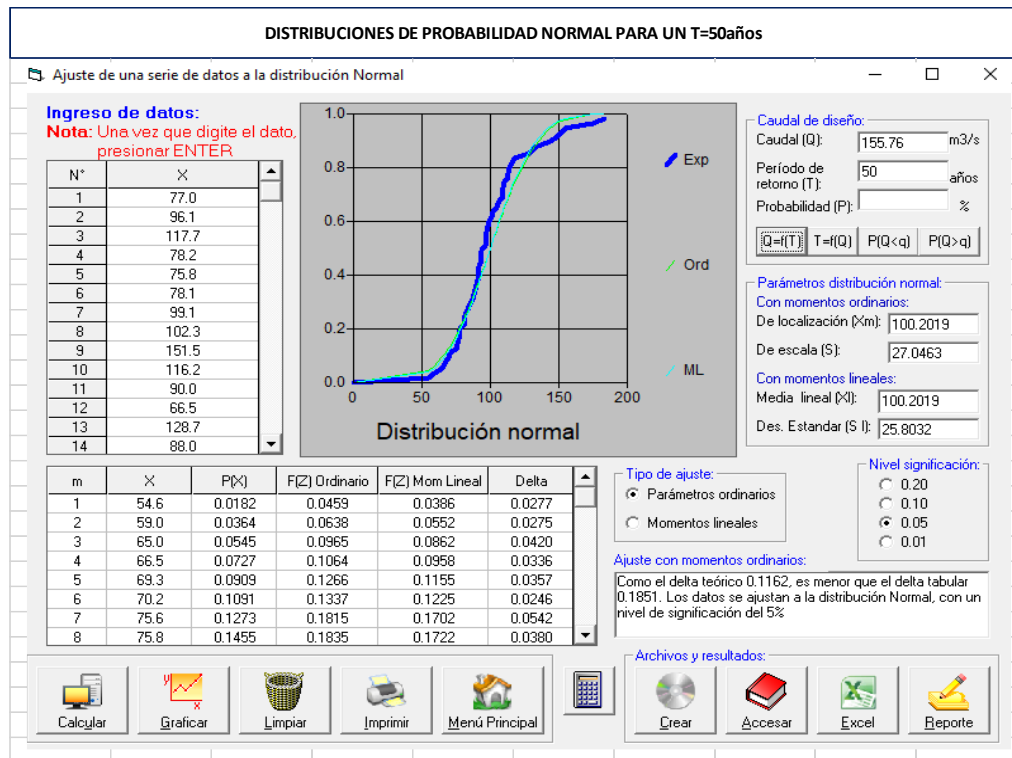 DISTRIBUCIONES DE PROBABILIDAD NORMAL PARA UN T=50años
Ajuste de una serie de datos a la distribución Normal
Ingreso de datos:
Nota: Una vez que digite el dato,
presionar ENTER
N° X
1 77.0
2 96.1
3 117.7
4 78.2
5 75.8
6 78.1
7 99.1
8 102.3
9 151.5
10 116.2
11 90.0
12 66.5
13 128.7
14 88.0
1.0
0.8
0.6
0.4
0.2
0.0
0 50 100 150 200
Distribución normal
Exp
Ord
ML
Caudal de diseño:
Caudal (Q): 155.76 m3/s
Período de
retorno (T): 50 años
Probabilidad (P): %
Q=f(T) T=f(Q) P(Q<q) P(Q>q)
Parámetros distribución normal:
Con momentos ordinarios:
De localización (Xm): 100.2019
De escala (S): 27.0463
Con momentos lineales:
Media lineal (Xl): 100.2019
Des. Estandar (S l): 25.8032
m X P(X) F(Z) Ordinario F(Z) Mom Lineal Delta
1 54.6 0.0182 0.0459 0.0386 0.0277
2 59.0 0.0364 0.0638 0.0552 0.0275
3 65.0 0.0545 0.0965 0.0862 0.0420
4 66.5 0.0727 0.1064 0.0958 0.0336
5 69.3 0.0909 0.1266 0.1155 0.0357
6 70.2 0.1091 0.1337 0.1225 0.0246
7 75.6 0.1273 0.1815 0.1702 0.0542
8 75.8 0.1455 0.1835 0.1722 0.0380
Tipo de ajuste:
Parámetros ordinarios
Momentos lineales
Nivel significación:
0.20
0.10
0.05
0.01
Ajuste con momentos ordinarios:
Como el delta teórico 0.1162, es menor que el delta tabular
0.1851. Los datos se ajustan a la distribución Normal, con un
nivel de significación del 5%
Calcular
Graficar
Limpiar
Imprimir
Menú Principal
Archivos y resultados:
Crear
Accesar
Excel
Reporte